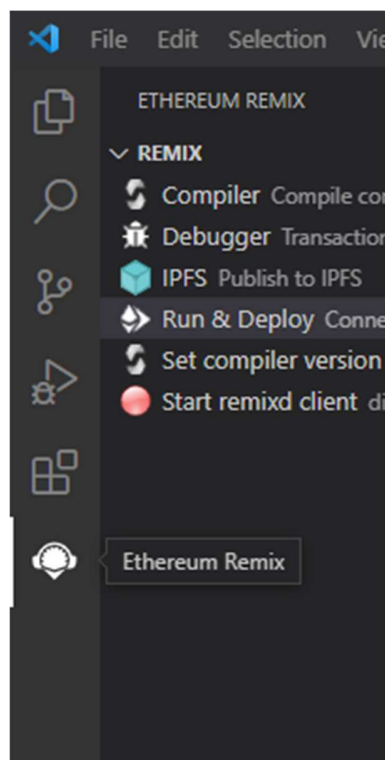 File Edit Selection
ETHEREUM REMIX
REMIX
Compiler Compile
Debugger Transaction
IPFS Publish to IPFS
Run & Deploy
Set compiler version
Start remixd client
Ethereum Remix